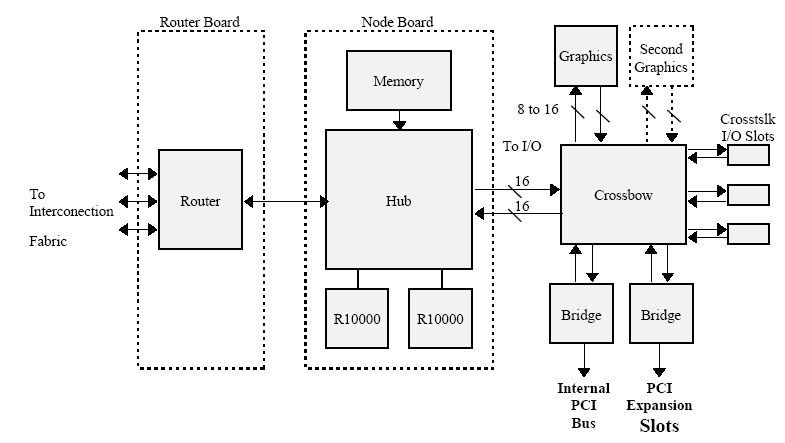 Router Board
Node Board
Graphics
Second
Graphics
Memory
8 to 16
Crosstslk
I/O Slots
To I/O
To
Interconection
Fabric
Router
Hub
16
16
Crossbow
R10000
R10000
Bridge
Bridge
Internal
PCI
Bus
PCI
Expansion
Slots